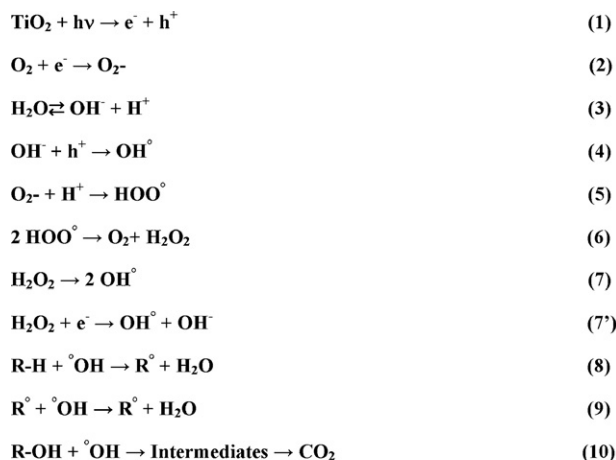 TiO₂ + hν → e⁻ + h⁺ (1)
O₂ + e⁻ → O₂- (2)
H₂O⇄ OH⁻ + H⁺ (3)
OH⁻ + h⁺ → OH° (4)
O₂- + H⁺ → HOO° (5)
2 HOO° → O₂+ H₂O₂ (6)
H₂O₂ → 2 OH° (7)
H₂O₂ + e⁻ → OH° + OH⁻ (7’)
R-H + °OH → R° + H₂O (8)
R° + °OH → R° + H₂O (9)
R-OH + °OH → Intermediates → CO₂ (10)